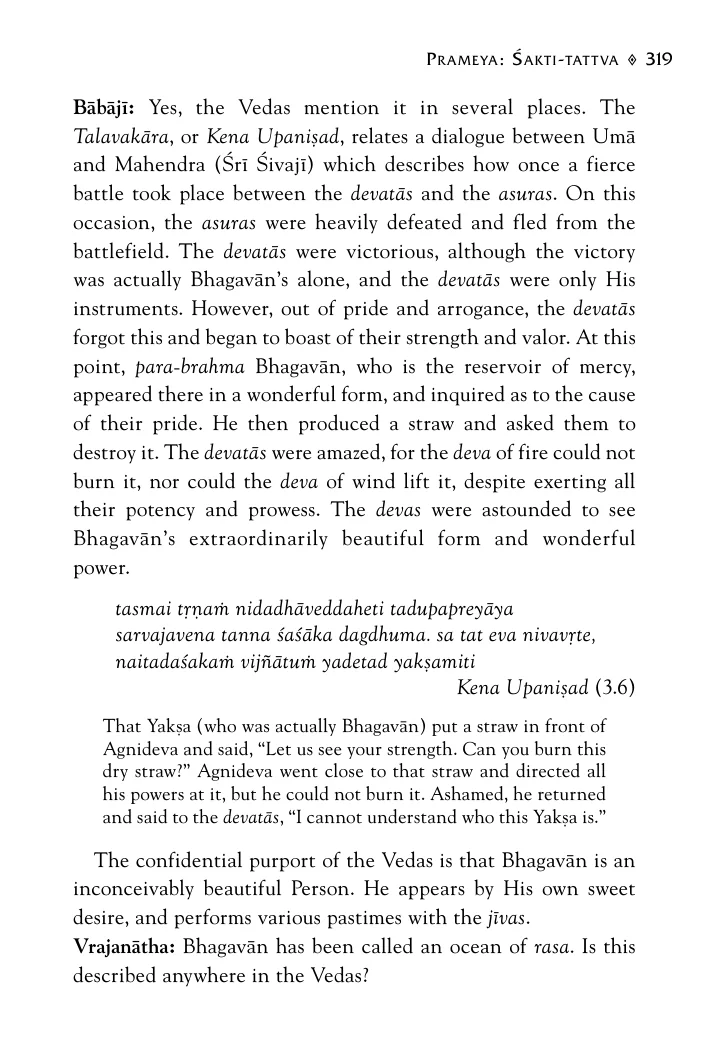 Prameya: Śakti-tattva ◈ 319
Bābājī: Yes, the Vedas mention it in several places. The
Talavakāra, or Kena Upaniṣad, relates a dialogue between Umā
and Mahendra (Śrī Śivajī) which describes how once a fierce
battle took place between the devatās and the asuras. On this
occasion, the asuras were heavily defeated and fled from the
battlefield. The devatās were victorious, although the victory
was actually Bhagavān’s alone, and the devatās were only His
instruments. However, out of pride and arrogance, the devatās
forgot this and began to boast of their strength and valor. At this
point, para-brahma Bhagavān, who is the reservoir of mercy,
appeared there in a wonderful form, and inquired as to the cause
of their pride. He then produced a straw and asked them to
destroy it. The devatās were amazed, for the deva of fire could not
burn it, nor could the deva of wind lift it, despite exerting all
their potency and prowess. The devas were astounded to see
Bhagavān’s extraordinarily beautiful form and wonderful
power.
tasmai tṛṇaṁ nidadhāveddaheti tadupapreyāya
sarvajavena tanna śaśāka dagdhuma. sa tat eva nivavṛte,
naitadaśakaṁ vijñātuṁ yadetad yakṣamiti
Kena Upaniṣad (3.6)
That Yakṣa (who was actually Bhagavān) put a straw in front of
Agnideva and said, “Let us see your strength. Can you burn this
dry straw?” Agnideva went close to that straw and directed all
his powers at it, but he could not burn it. Ashamed, he returned
and said to the devatās, “I cannot understand who this Yakṣa is.”
The confidential purport of the Vedas is that Bhagavān is an
inconceivably beautiful Person. He appears by His own sweet
desire, and performs various pastimes with the jīvas.
Vrajanātha: Bhagavān has been called an ocean of rasa. Is this
described anywhere in the Vedas?